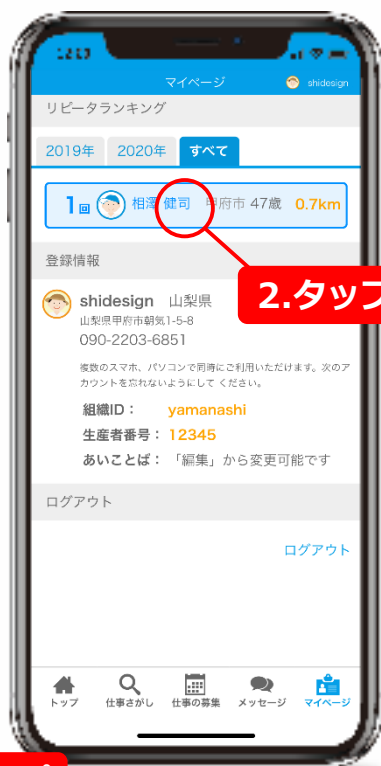 マイページ
shidesign
リピータランキング
2019年 2020年 すべて
1回 相澤 健司 甲府市 47歳 0.7km
登録情報
2.タップ
shidesign 山梨県
山梨県甲府市朝気1-5-8
090-2203-6851
複数のスマホ、パソコンで同時にご利用いただけます。次のア
カウントを忘れないようにして ください。
組織ID： yamanashi
生産者番号： 12345
あいことば： 「編集」から変更可能です
ログアウト
ログアウト
トップ 仕事さがし 仕事の募集 メッセージ マイページ